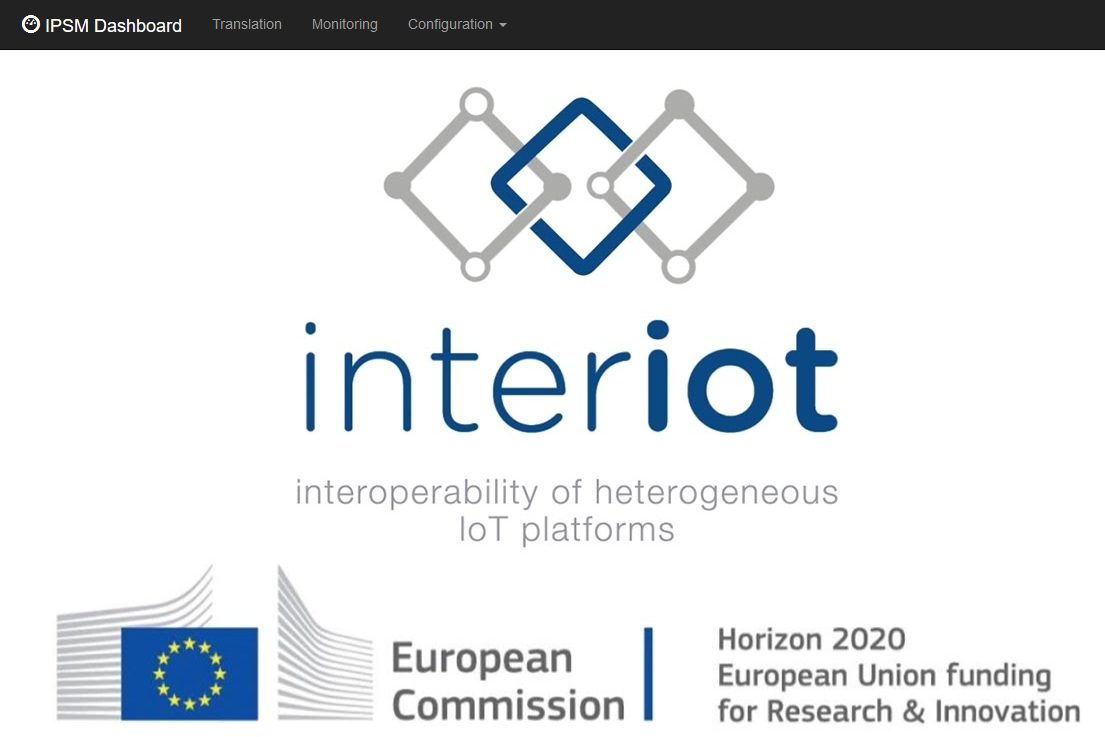 IPSM Dashboard Translation Monitoring Configuration
interiot
interoperability of heterogeneous
IoT platforms
European
Commission
Horizon 2020
European Union funding
for Research & Innovation